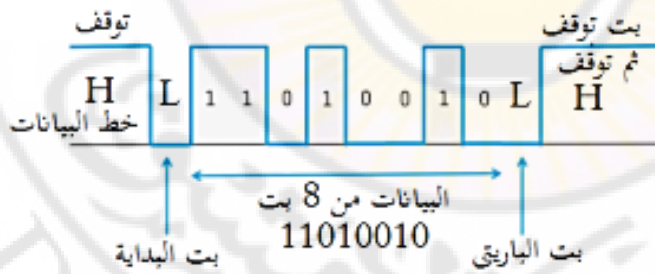 توقف
بت توقف
ثم توقف
H L 1 1 0 1 0 0 1 0 L H
خط البيانات
البيانات من 8 بت
11010010
بت البداية
بت الباريتي